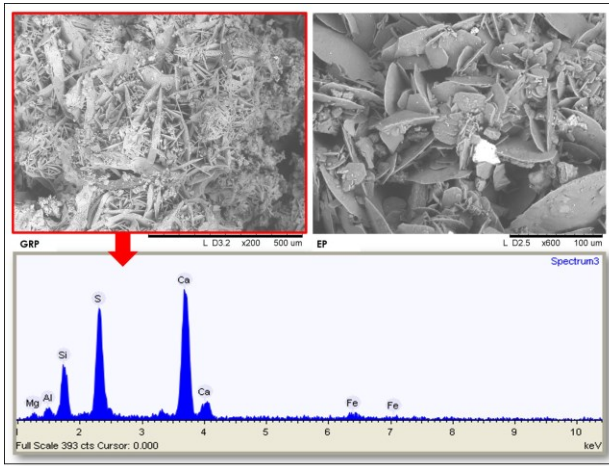 GRP L D3.2 x200 500 um
EP L D2.5 x600 100 um
Spectrum3
Ca
S
Si
Mg Al
Ca
Fe Fe
1 2 3 4 5 6 7 8 9 10
Full Scale 393 cts Cursor: 0.000 keV